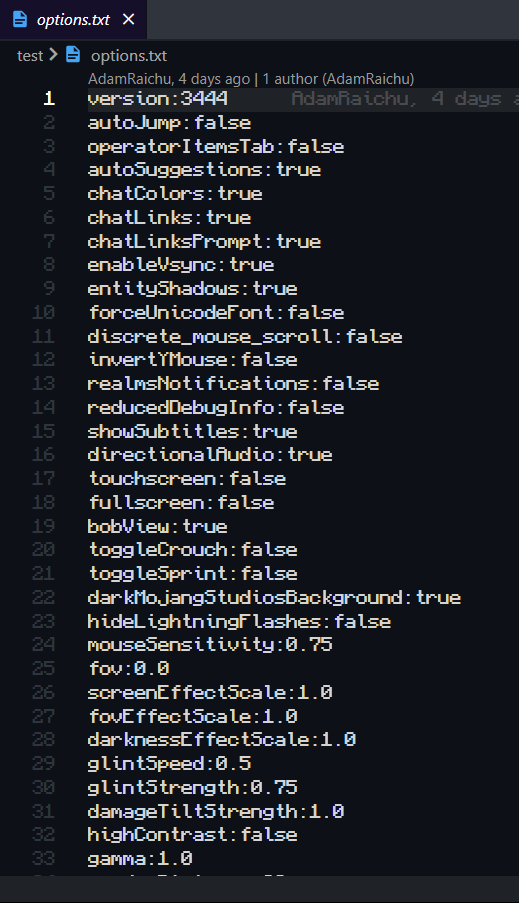 options.txt
test > options.txt
AdamRaichu, 4 days ago | 1 author (AdamRaichu)
1 version:3444 AdamRaichu, 4 days a
2 autoJump:false
3 operatorItemsTab:false
4 autoSuggestions:true
5 chatColors:true
6 chatLinks:true
7 chatLinksPrompt:true
8 enableVsync:true
9 entityShadows:true
10 forceUnicodeFont:false
11 discrete_mouse_scroll:false
12 invertYMouse:false
13 realmsNotifications:false
14 reducedDebugInfo:false
15 showSubtitles:true
16 directionalAudio:true
17 touchscreen:false
18 fullscreen:false
19 bobView:true
20 toggleCrouch:false
21 toggleSprint:false
22 darkMojangStudiosBackground:true
23 hideLightningFlashes:false
24 mouseSensitivity:0.75
25 fov:0.0
26 screenEffectScale:1.0
27 fovEffectScale:1.0
28 darknessEffectScale:1.0
29 glintSpeed:0.5
30 glintStrength:0.75
31 damageTiltStrength:1.0
32 highContrast:false
33 gamma:1.0